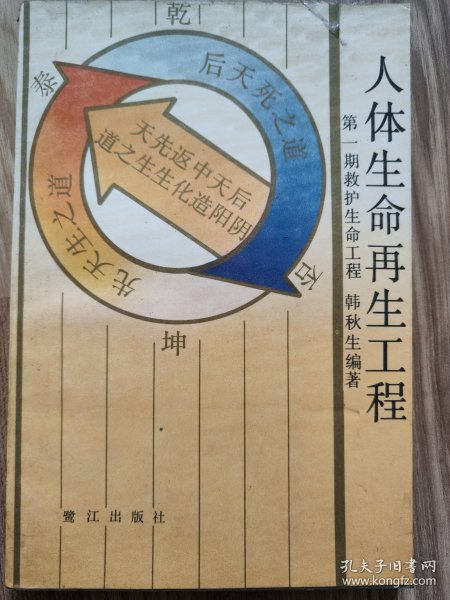 人体生命再生工程
第一期救护生命工程 韩秋生编著
乾
泰
否
坤
后天死之道
先天生之道
天先返中天后
道之生生化造阳阴
鹭江出版社
孔夫子旧书网
www.kongfz.com